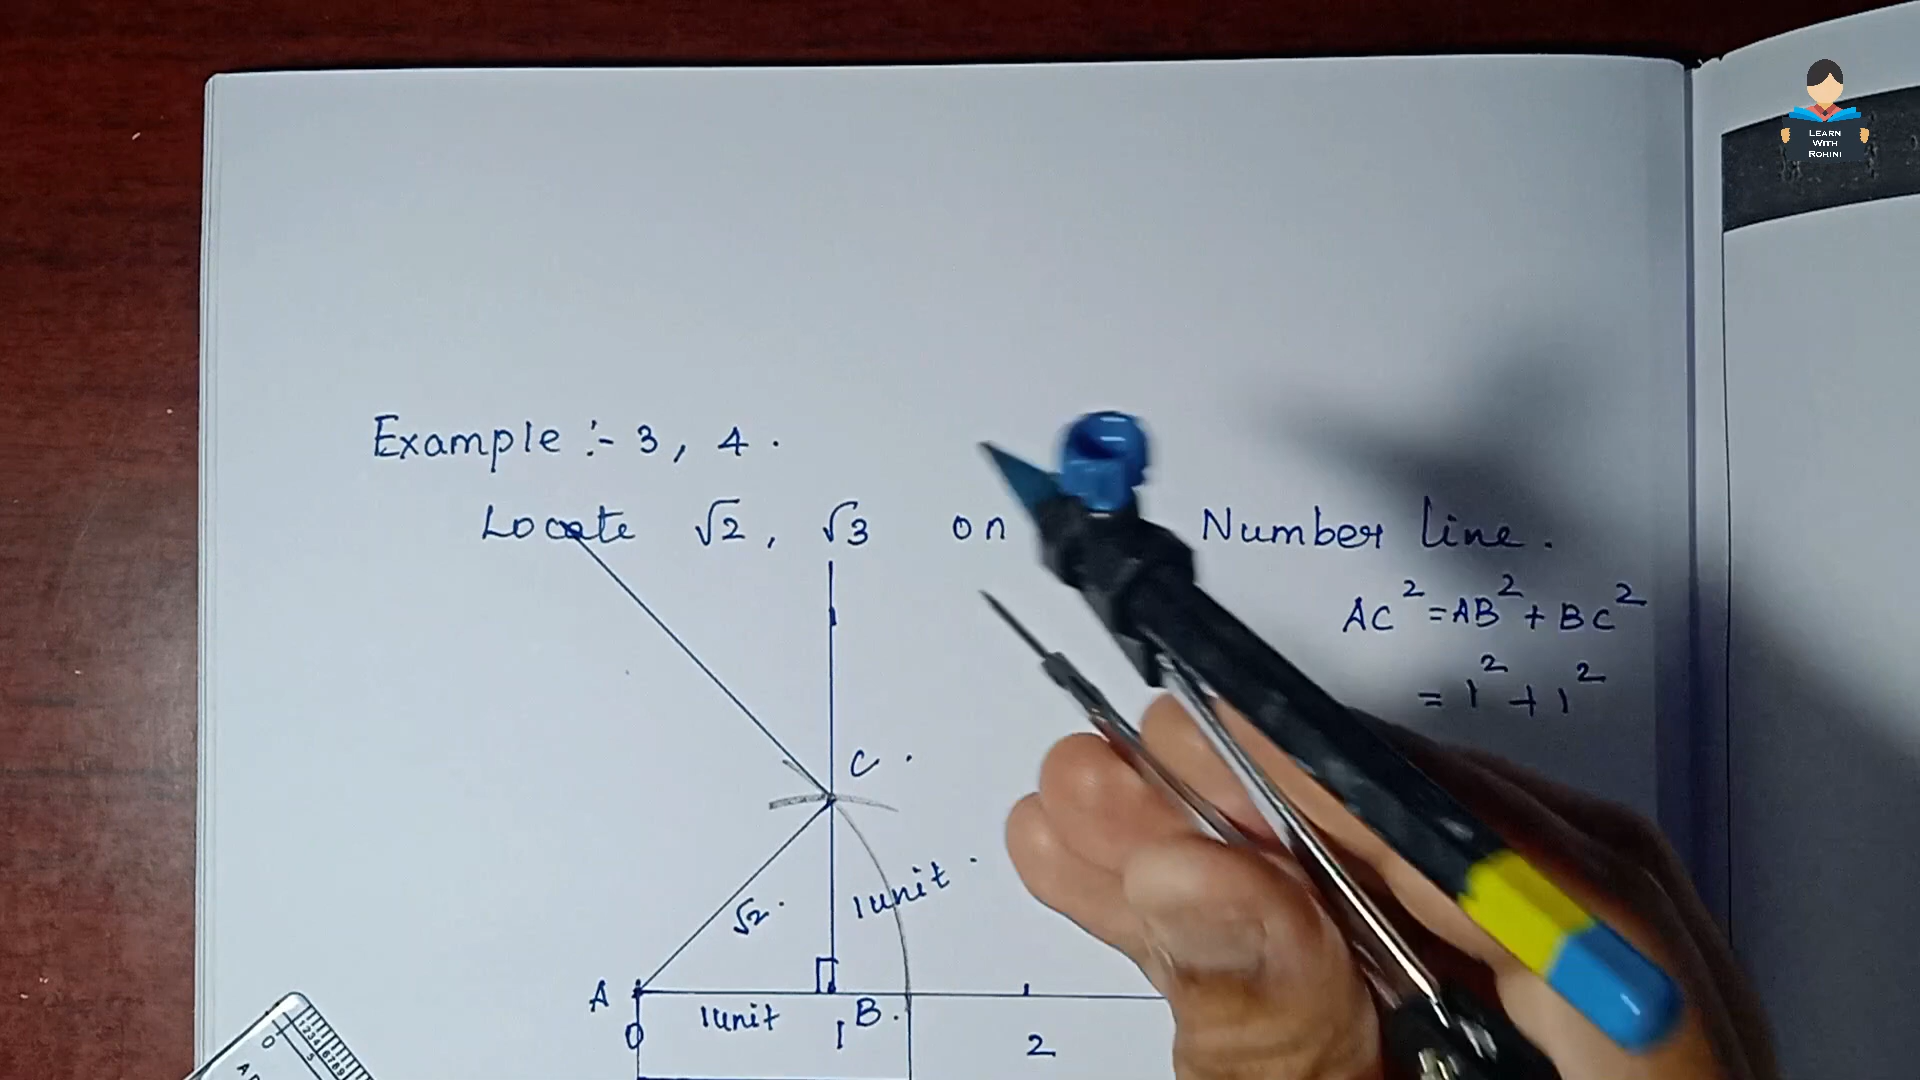 LEARN
WITH
ROHINI
Example :- 3, 4.
Locate √2, √3 on Number line.
AC² = AB² + BC²
= 1² + 1²
C.
1unit
√2.
A
1unit
B.
0
1
2